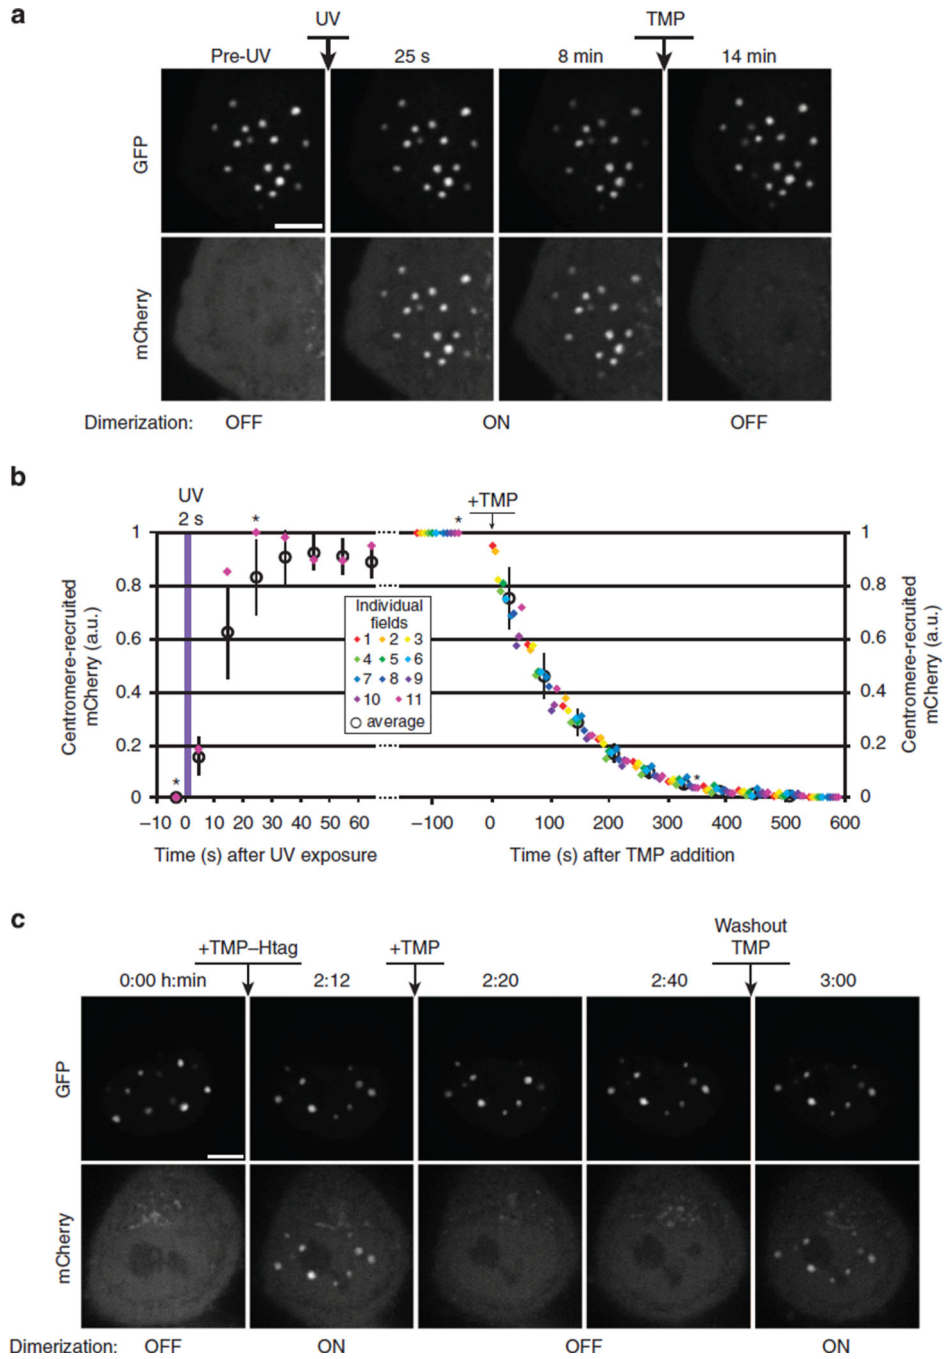 a
UV
TMP
Pre-UV
25 s
8 min
14 min
GFP
mCherry
Dimerization:
OFF
ON
OFF
b
UV
2 s
+TMP
*
*
1
0.8
0.6
0.4
0.2
0
Centromere-recruited
mCherry (a.u.)
*
Individual
fields
1 2 3
4 5 6
7 8 9
10 11
average
*
1
0.8
0.6
0.4
0.2
0
Centromere-recruited
mCherry (a.u.)
−10 0 10 20 30 40 50 60
−100 0 100 200 300 400 500 600
Time (s) after UV exposure
Time (s) after TMP addition
c
+TMP–Htag
+TMP
Washout
TMP
0:00 h:min
2:12
2:20
2:40
3:00
GFP
mCherry
Dimerization:
OFF
ON
OFF
ON